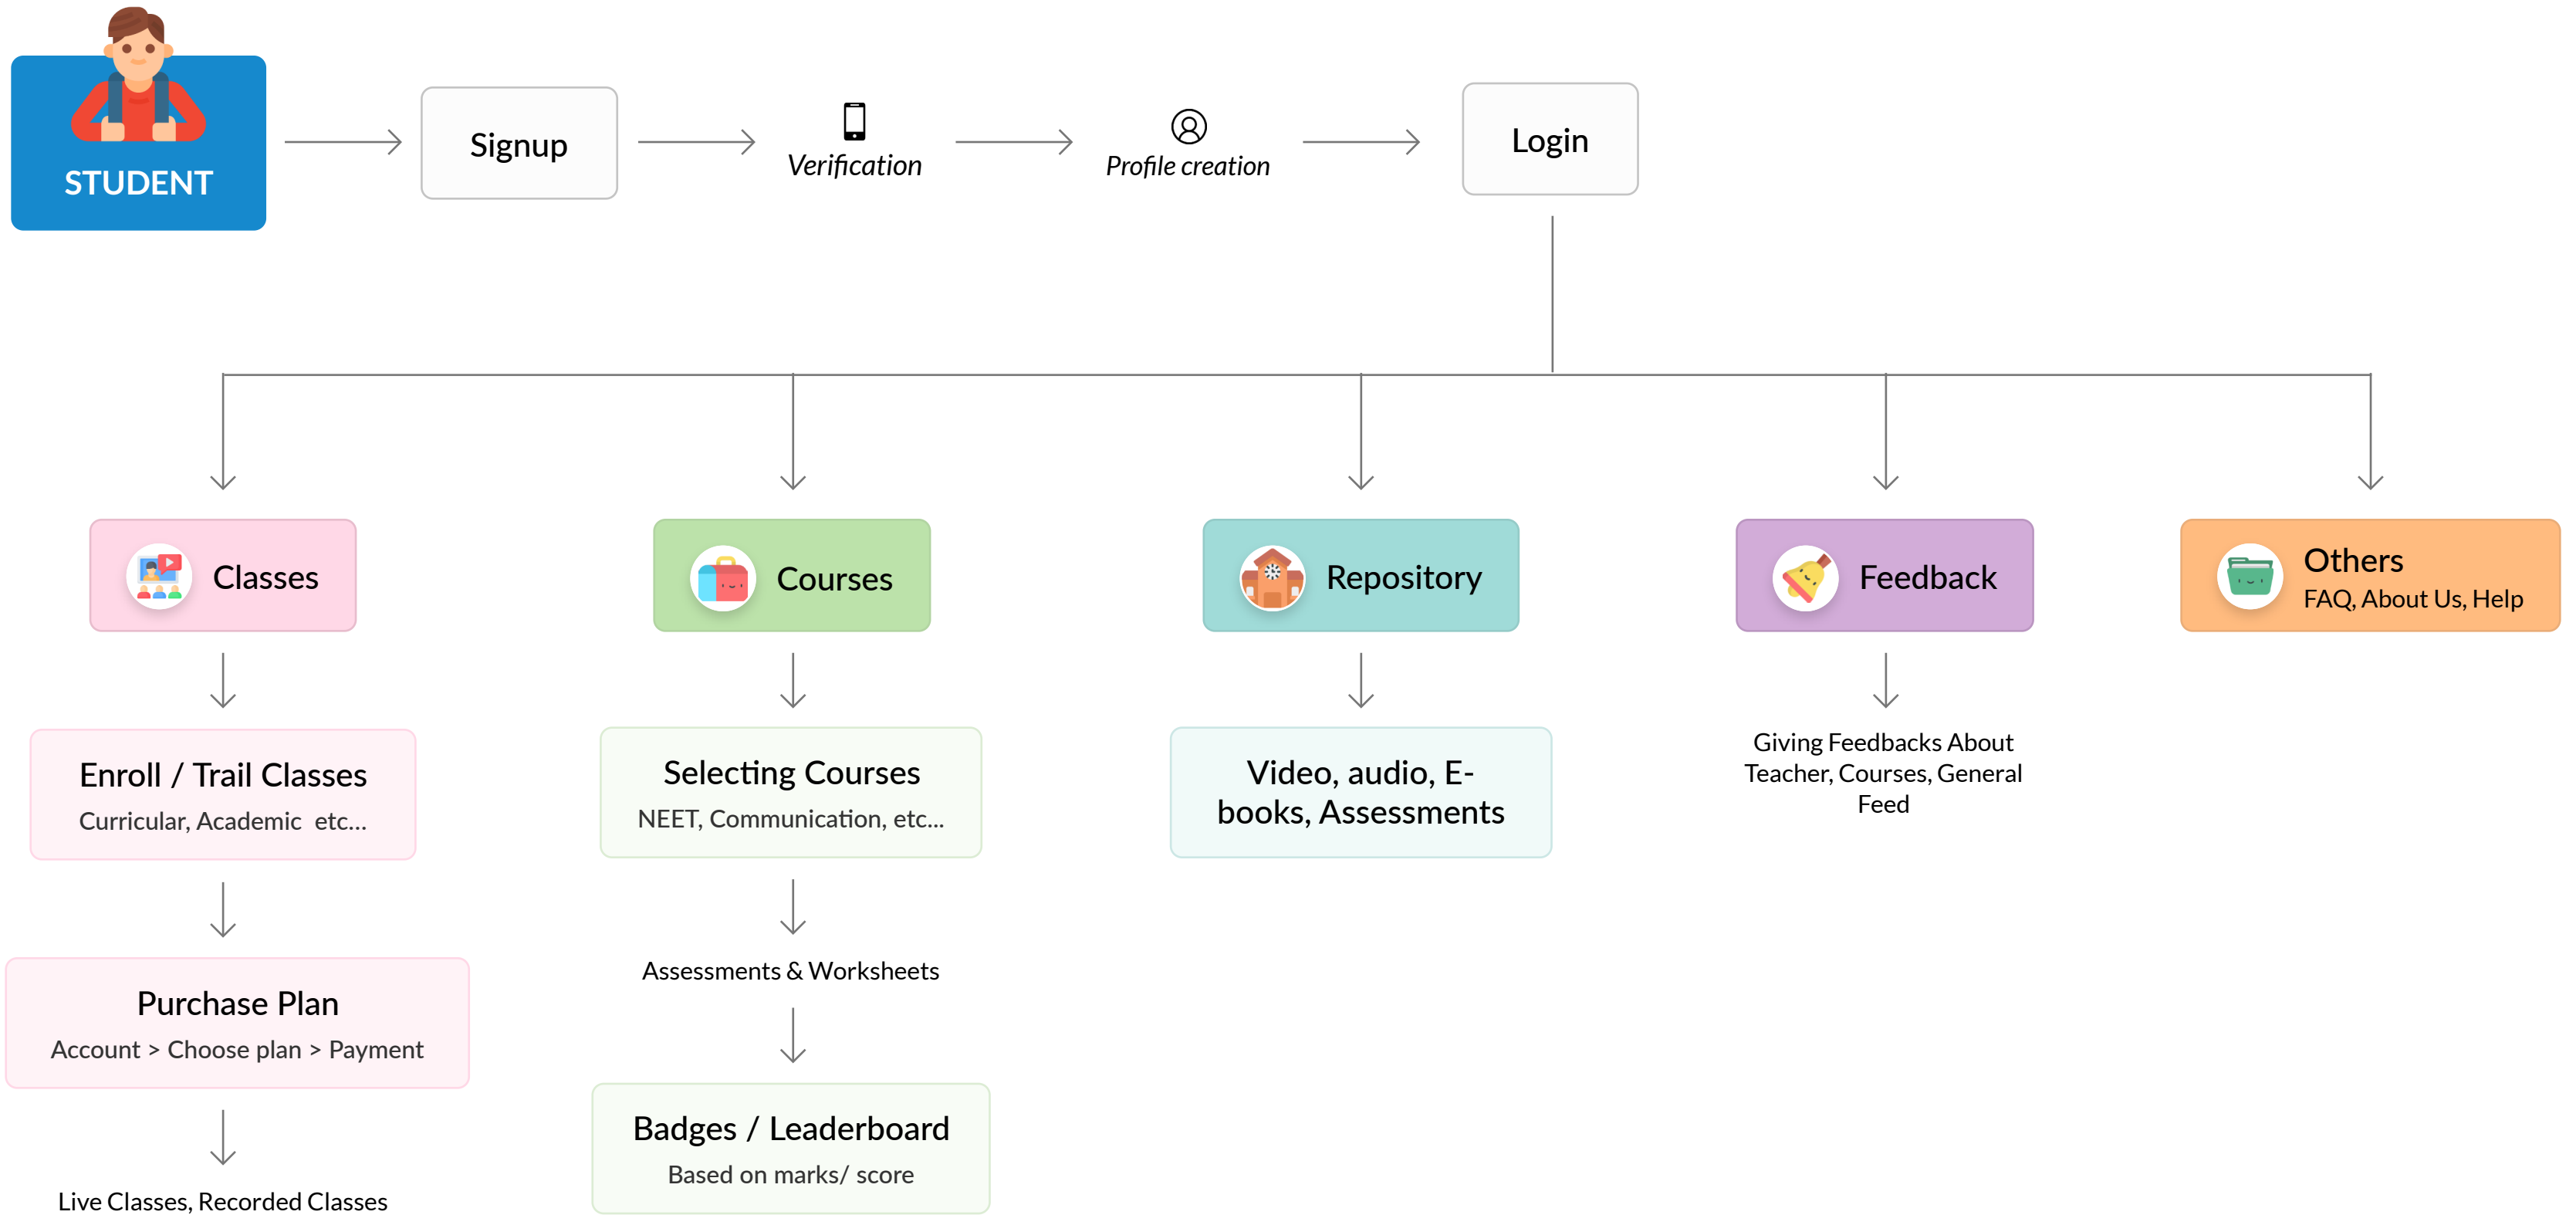 STUDENT
Signup
Verification
Profile creation
Login
Classes
Courses
Repository
Feedback
Others
FAQ, About Us, Help
Enroll / Trail Classes
Curricular, Academic  etc...
Selecting Courses
NEET, Communication, etc...
Video, audio, E-
books, Assessments
Giving Feedbacks About
Teacher, Courses, General
Feed
Purchase Plan
Account > Choose plan > Payment
Assessments & Worksheets
Badges / Leaderboard
Based on marks/ score
Live Classes, Recorded Classes